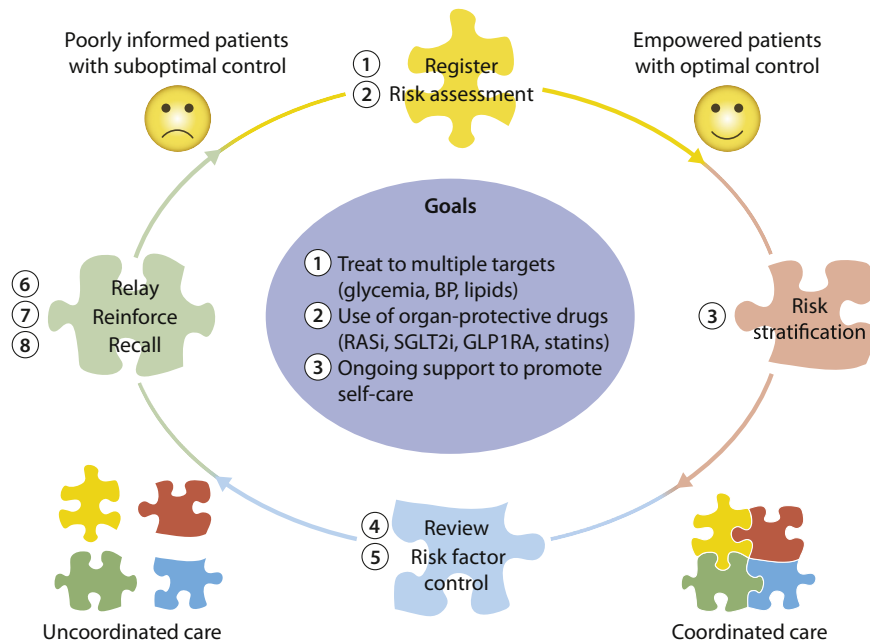 Poorly informed patients
with suboptimal control
1 Register
2 Risk assessment
Empowered patients
with optimal control
Goals
1 Treat to multiple targets
(glycemia, BP, lipids)
2 Use of organ-protective drugs
(RASi, SGLT2i, GLP1RA, statins)
3 Ongoing support to promote
self-care
6 Relay
7 Reinforce
8 Recall
3 Risk
stratification
4 Review
5 Risk factor
control
Uncoordinated care
Coordinated care